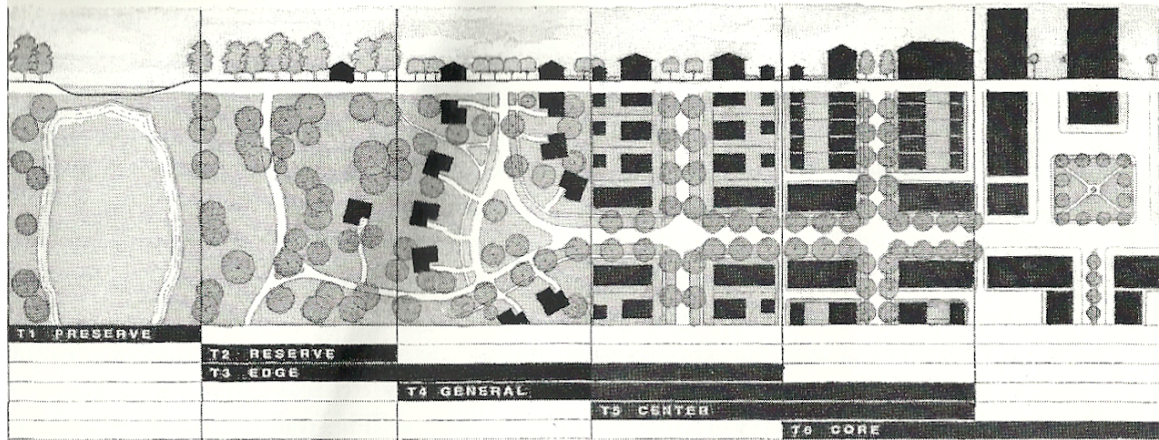 T1 PRESERVE
T2 RESERVE
T3 EDGE
T4 GENERAL
T5 CENTER
T6 CORE